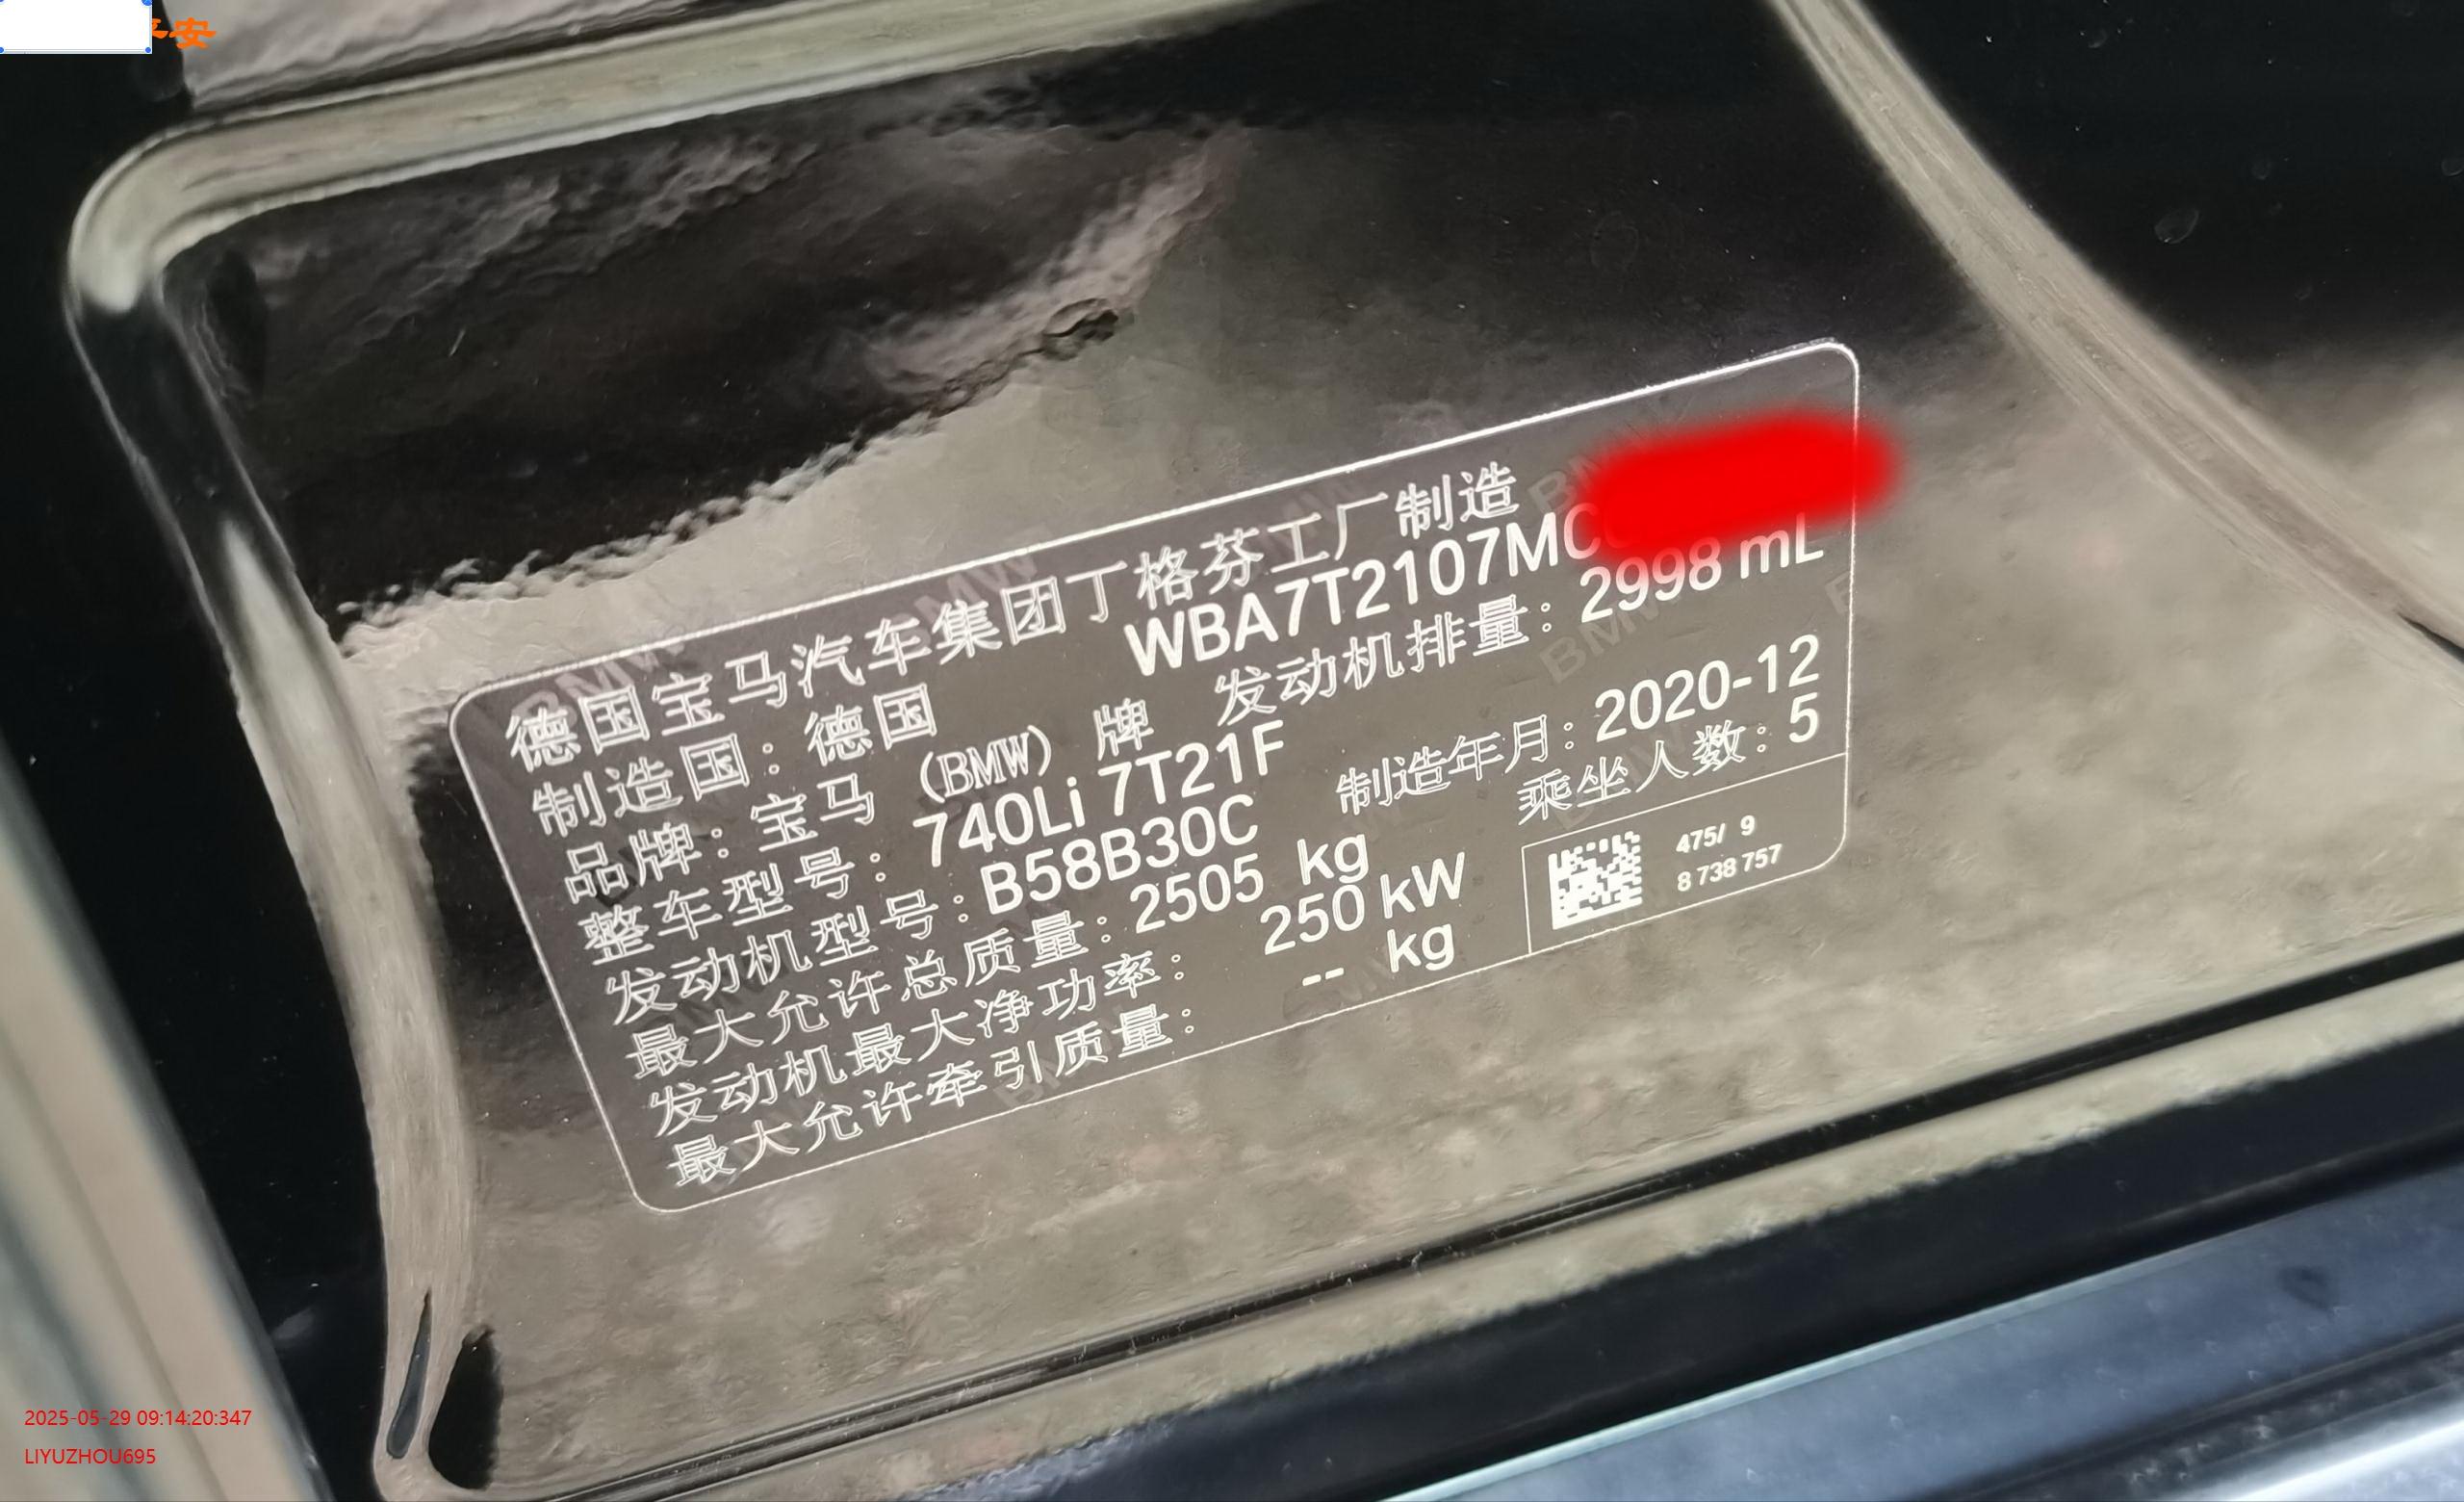 平安
德国宝马汽车集团丁格芬工厂制造
制造国：德国 WBA7T2107MC
品牌：宝马（BMW）牌 发动机排量：2998 mL
整车型号：740Li 7T21F 制造年月：2020-12
发动机型号：B58B30C 乘坐人数：5
最大允许总质量：2505 kg
发动机最大净功率：250 kW
最大允许牵引质量：-- kg
475/ 9
8 738 757
2025-05-29 09:14:20:347
LIYUZHOU695